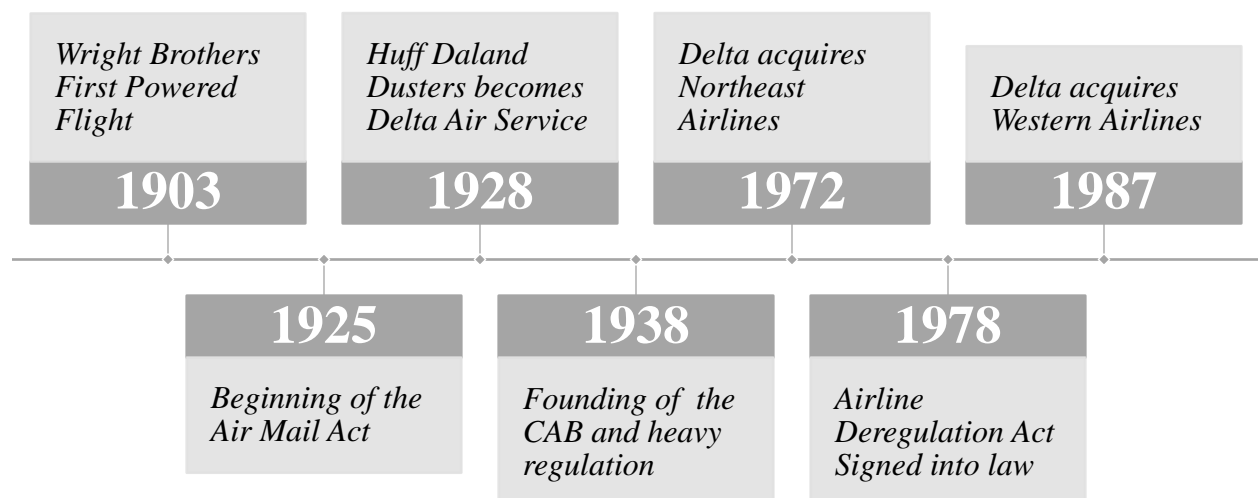 Wright Brothers
First Powered
Flight
1903
Beginning of the
Air Mail Act
1925
Huff Daland
Dusters becomes
Delta Air Service
1928
Founding of  the
CAB and heavy
regulation
1938
Delta acquires
Northeast
Airlines
1972
Airline
Deregulation Act
Signed into law
1978
Delta acquires
Western Airlines
1987